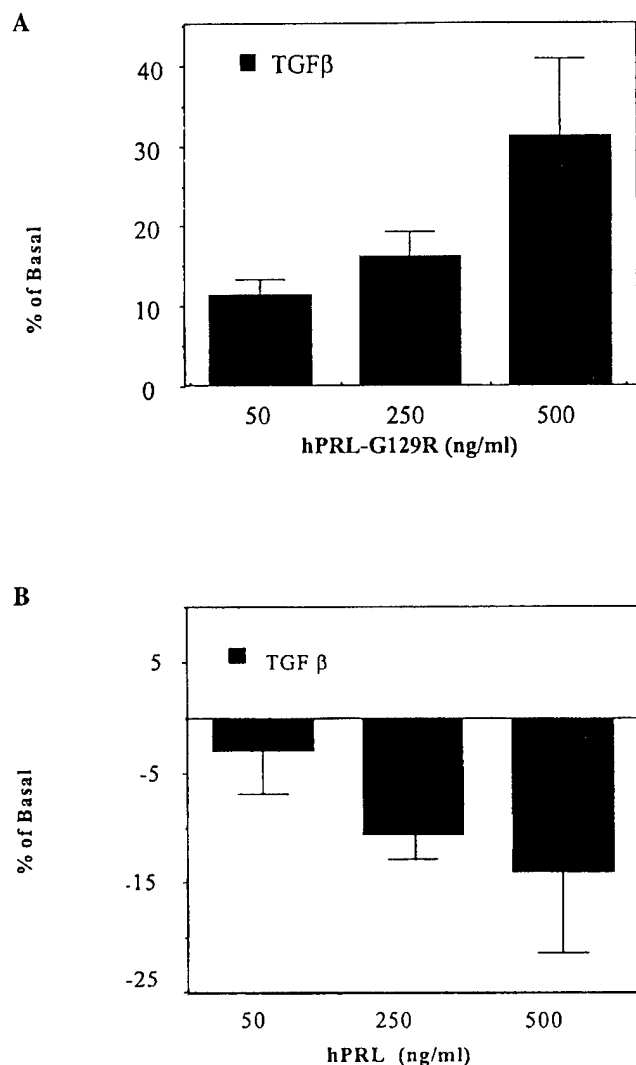 A
TGFβ
40
30
20
10
0
% of Basal
50 250 500
hPRL-G129R (ng/ml)
B
TGF β
5
-5
-15
-25
% of Basal
50 250 500
hPRL (ng/ml)